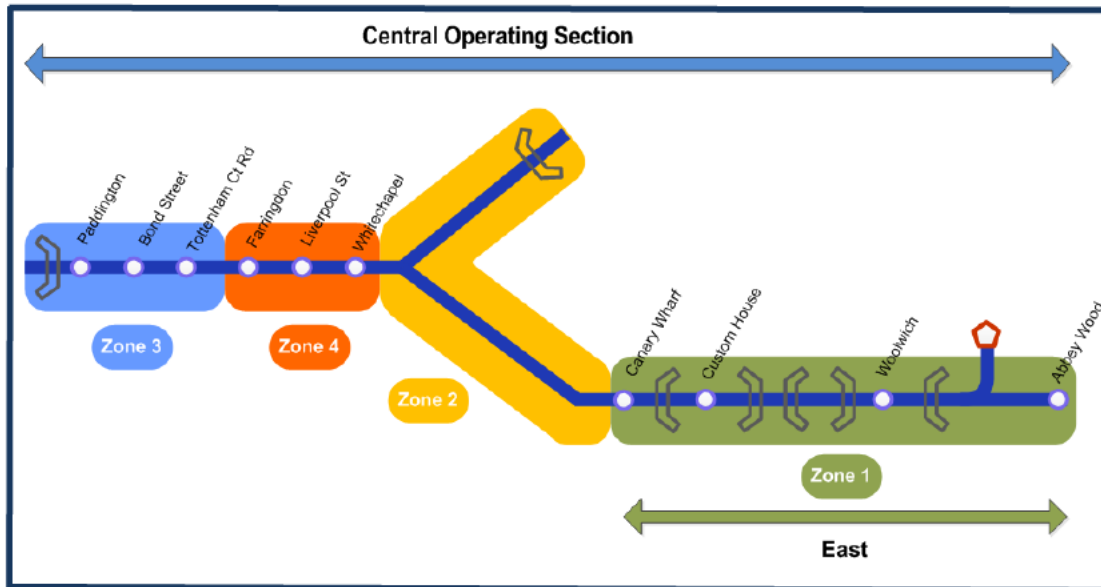 Central Operating Section
Paddington
Bond Street
Tottenham Ct Rd
Farringdon
Liverpool St
Whitechapel
Zone 3
Zone 4
Zone 2
Canary Wharf
Custom House
Woolwich
Abbey Wood
Zone 1
East